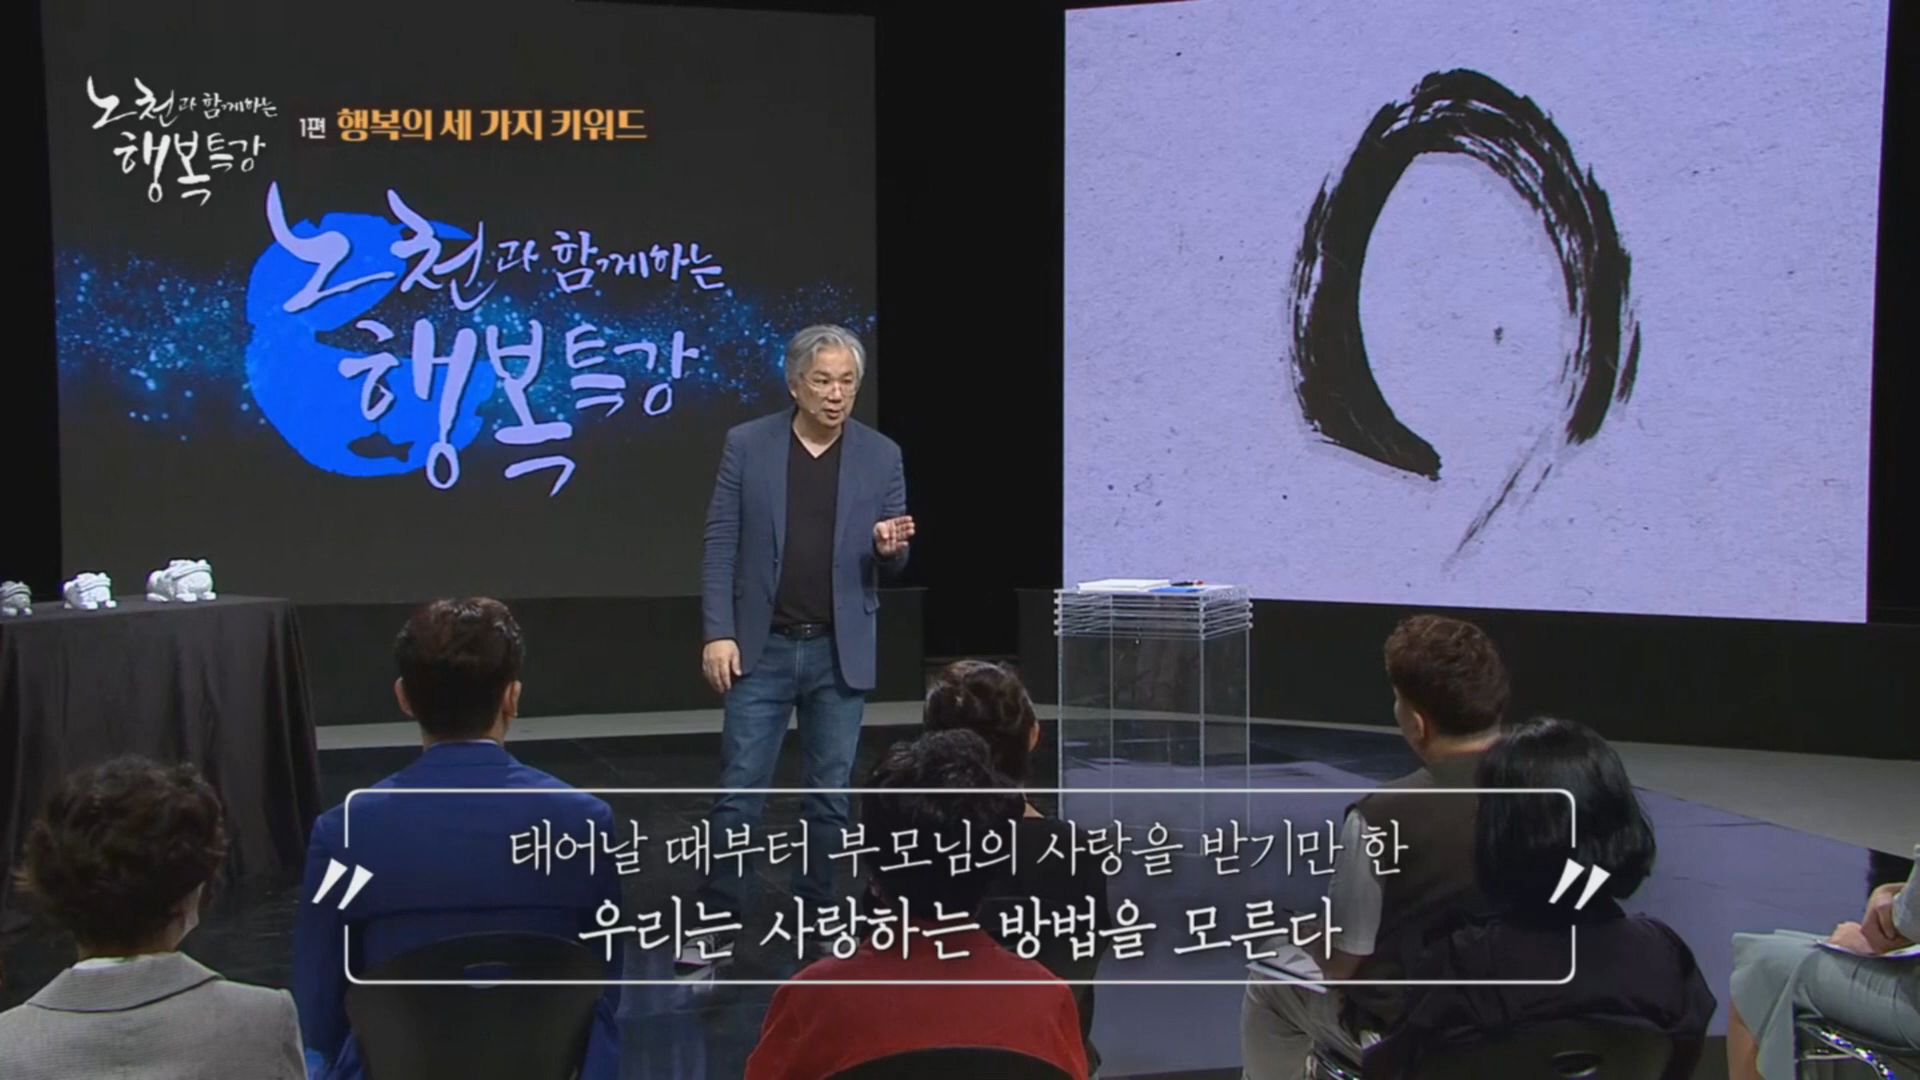 노천과 함께하는
행복특강
1편 행복의 세 가지 키워드
노천과 함께하는
행복특강
"태어날 때부터 부모님의 사랑을 받기만 한
우리는 사랑하는 방법을 모른다"